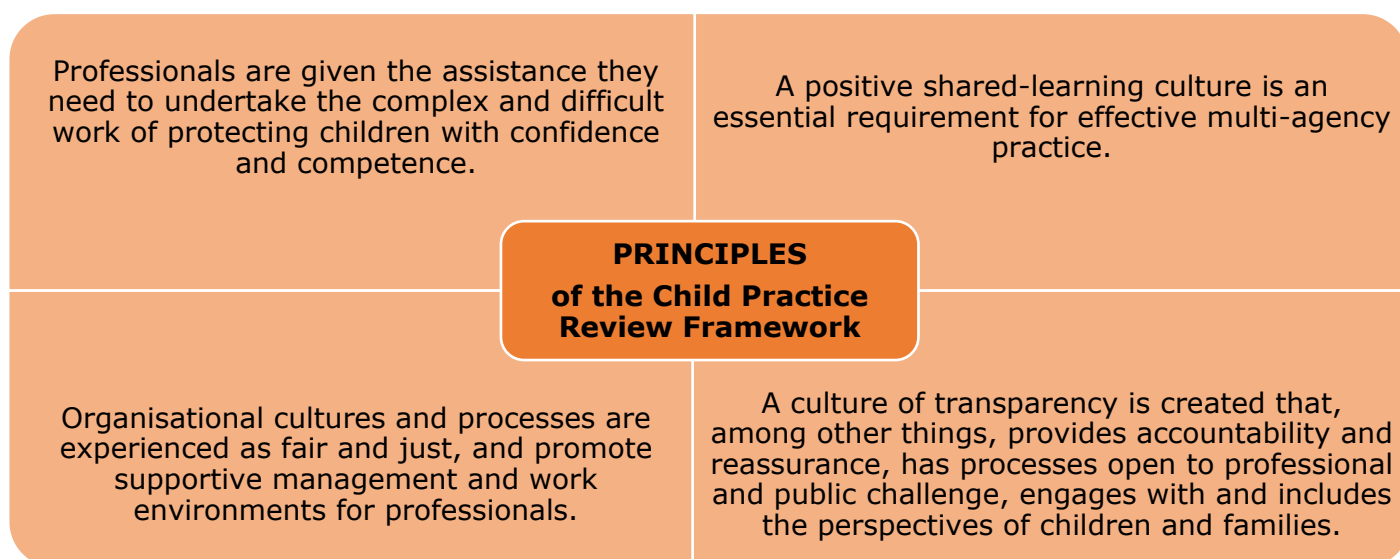 Professionals are given the assistance they
need to undertake the complex and difficult
work of protecting children with confidence
and competence.
A positive shared-learning culture is an
essential requirement for effective multi-agency
practice.
PRINCIPLES
of the Child Practice
Review Framework
Organisational cultures and processes are
experienced as fair and just, and promote
supportive management and work
environments for professionals.
A culture of transparency is created that,
among other things, provides accountability and
reassurance, has processes open to professional
and public challenge, engages with and includes
the perspectives of children and families.